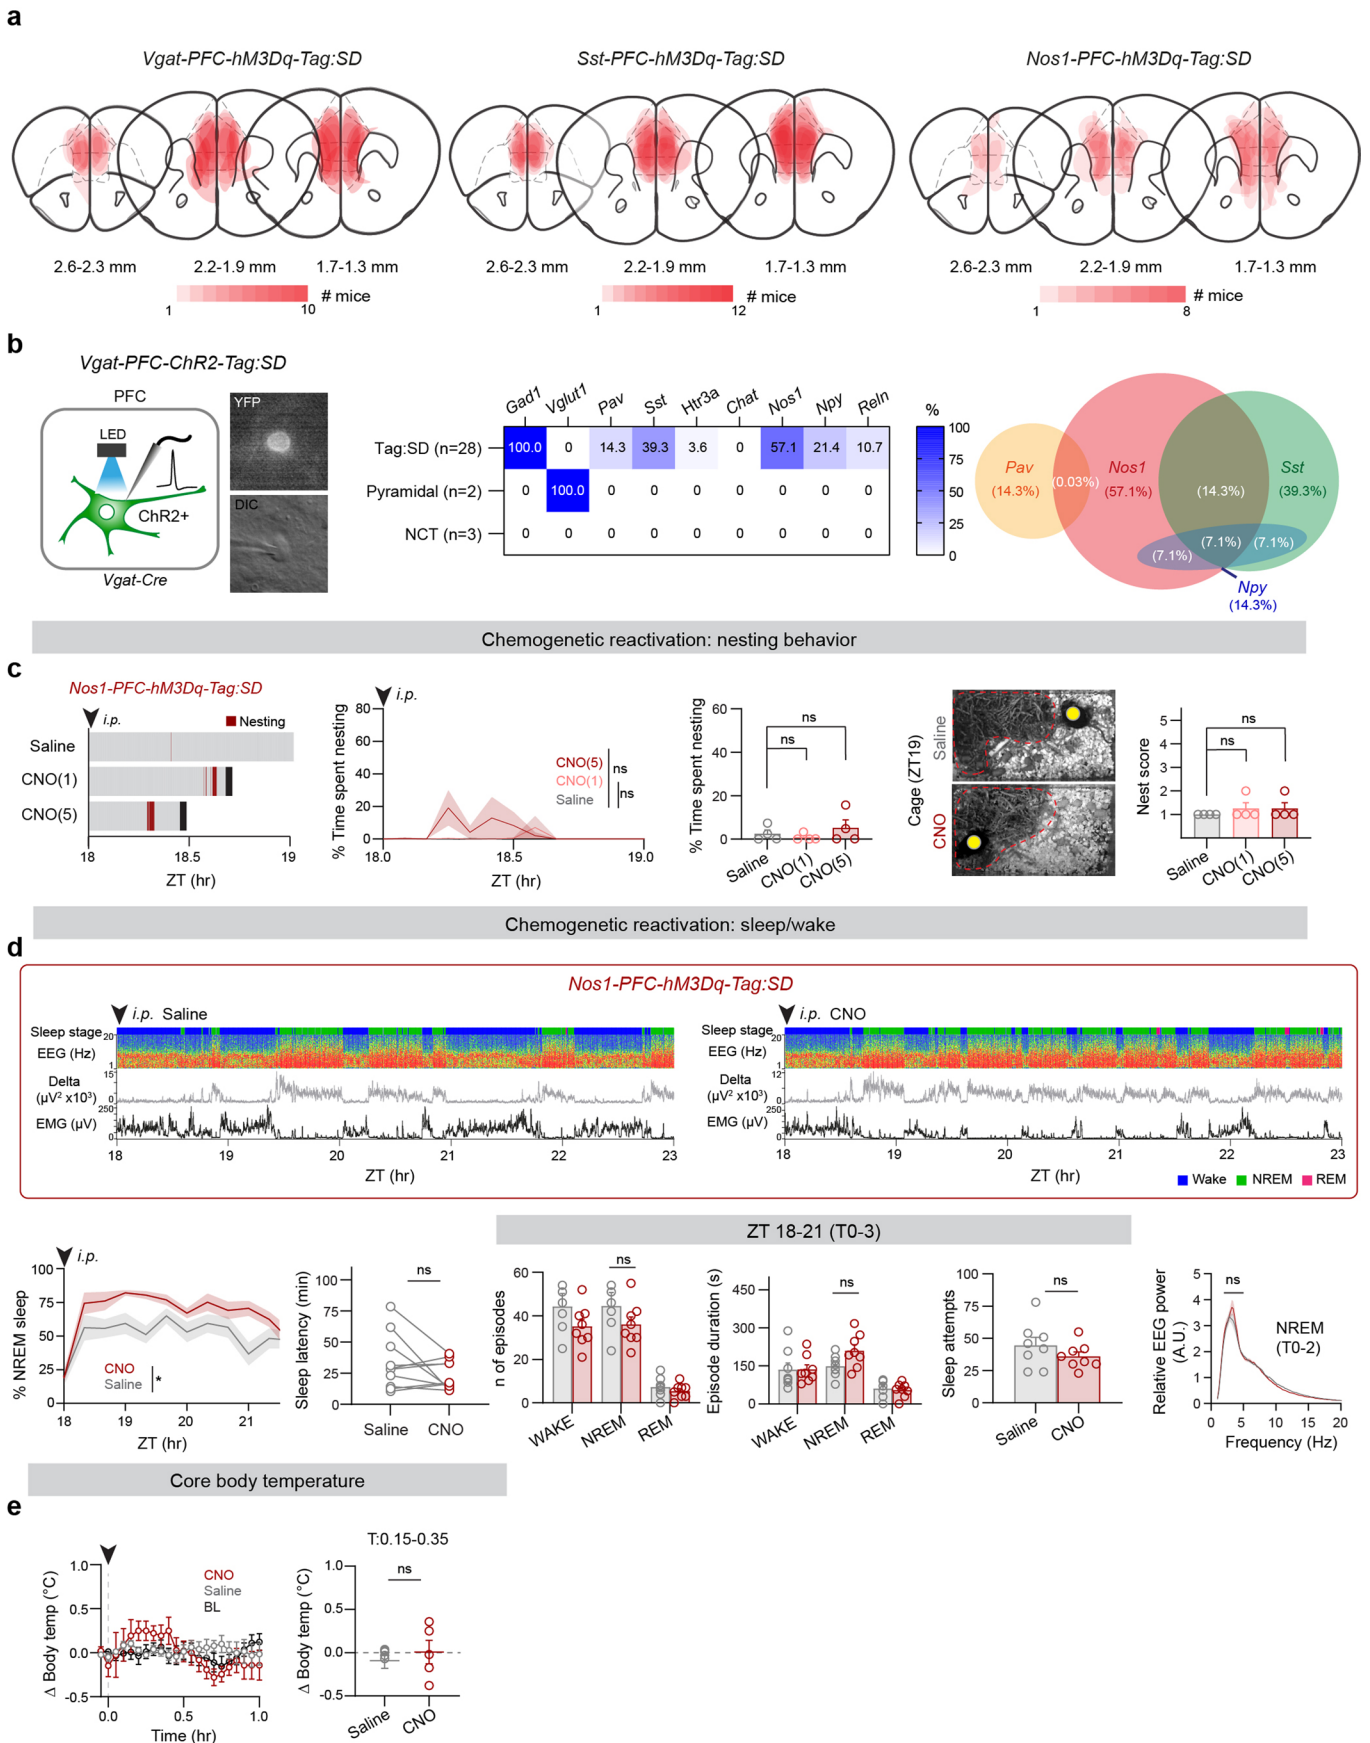 a
Vgat-PFC-hM3Dq-Tag:SD
Sst-PFC-hM3Dq-Tag:SD
Nos1-PFC-hM3Dq-Tag:SD
2.6-2.3 mm 2.2-1.9 mm 1.7-1.3 mm
1 10 # mice
2.6-2.3 mm 2.2-1.9 mm 1.7-1.3 mm
1 12 # mice
2.6-2.3 mm 2.2-1.9 mm 1.7-1.3 mm
1 8 # mice
b
Vgat-PFC-ChR2-Tag:SD
PFC
LED
ChR2+
Vgat-Cre
YFP
DIC
Gad1 Vglut1 Pav Sst Htr3a Chat Nos1 Npy Reln
Tag:SD (n=28) 100.0 0 14.3 39.3 3.6 0 57.1 21.4 10.7
Pyramidal (n=2) 0 100.0 0 0 0 0 0 0 0
NCT (n=3) 0 0 0 0 0 0 0 0 0
%
100
75
50
25
0
Pav
(14.3%)
(0.03%)
Nos1
(57.1%)
(14.3%)
Sst
(39.3%)
(7.1%)
(7.1%)
(7.1%)
Npy
(14.3%)
Chemogenetic reactivation: nesting behavior
c
Nos1-PFC-hM3Dq-Tag:SD
i.p.
Nesting
Saline
CNO(1)
CNO(5)
18 18.5 19
ZT (hr)
i.p.
% Time spent nesting
80
60
40
20
0
CNO(5)
CNO(1)
Saline
ns
ns
18.0 18.5 19.0
ZT (hr)
% Time spent nesting
60
40
20
0
ns
ns
Saline CNO(1) CNO(5)
Cage (ZT19)
Saline
CNO
Nest score
5
4
3
2
1
ns
ns
Saline CNO(1) CNO(5)
Chemogenetic reactivation: sleep/wake
d
Nos1-PFC-hM3Dq-Tag:SD
i.p. Saline
Sleep stage
20
EEG (Hz)
1
Delta
(µV² x10³)
15
0
EMG (µV)
250
0
18 19 20 21 22 23
ZT (hr)
i.p. CNO
Sleep stage
20
EEG (Hz)
1
Delta
(µV² x10³)
12
0
EMG (µV)
250
0
18 19 20 21 22 23
ZT (hr)
Wake NREM REM
ZT 18-21 (T0-3)
i.p.
% NREM sleep
100
75
50
25
0
CNO
Saline
*
18 19 20 21
ZT (hr)
Sleep latency (min)
100
75
50
25
0
ns
Saline CNO
n of episodes
60
40
20
0
ns
WAKE NREM REM
Episode duration (s)
450
300
150
0
ns
WAKE NREM REM
Sleep attempts
100
75
50
25
0
ns
Saline CNO
Relative EEG power
(A.U.)
5
4
3
2
1
0
ns
NREM
(T0-2)
0 5 10 15 20
Frequency (Hz)
Core body temperature
e
Δ Body temp (°C)
1.0
0.5
0.0
-0.5
CNO
Saline
BL
0.0 0.5 1.0
Time (hr)
T:0.15-0.35
Δ Body temp (°C)
1.0
0.5
0.0
-0.5
ns
Saline CNO